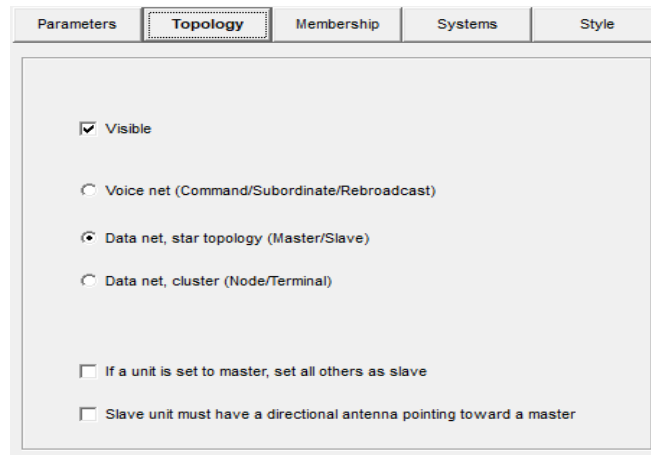 Parameters Topology Membership Systems Style
Visible
Voice net (Command/Subordinate/Rebroadcast)
Data net, star topology (Master/Slave)
Data net, cluster (Node/Terminal)
If a unit is set to master, set all others as slave
Slave unit must have a directional antenna pointing toward a master